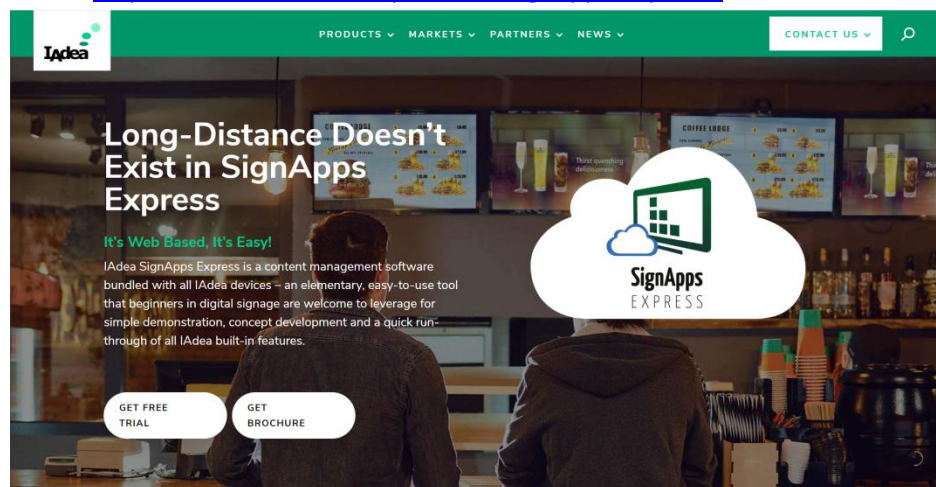 IAdea
PRODUCTS
MARKETS
PARTNERS
NEWS
CONTACT US
Long-Distance Doesn't
Exist in SignApps
Express
It's Web Based, It's Easy!
IAdea SignApps Express is a content management software
bundled with all IAdea devices – an elementary, easy-to-use tool
that beginners in digital signage are welcome to leverage for
simple demonstration, concept development and a quick run-
through of all IAdea built-in features.
GET FREE
TRIAL
GET
BROCHURE
COFFEE LODGE
Thirst quenching
deliciousness
SignApps
EXPRESS